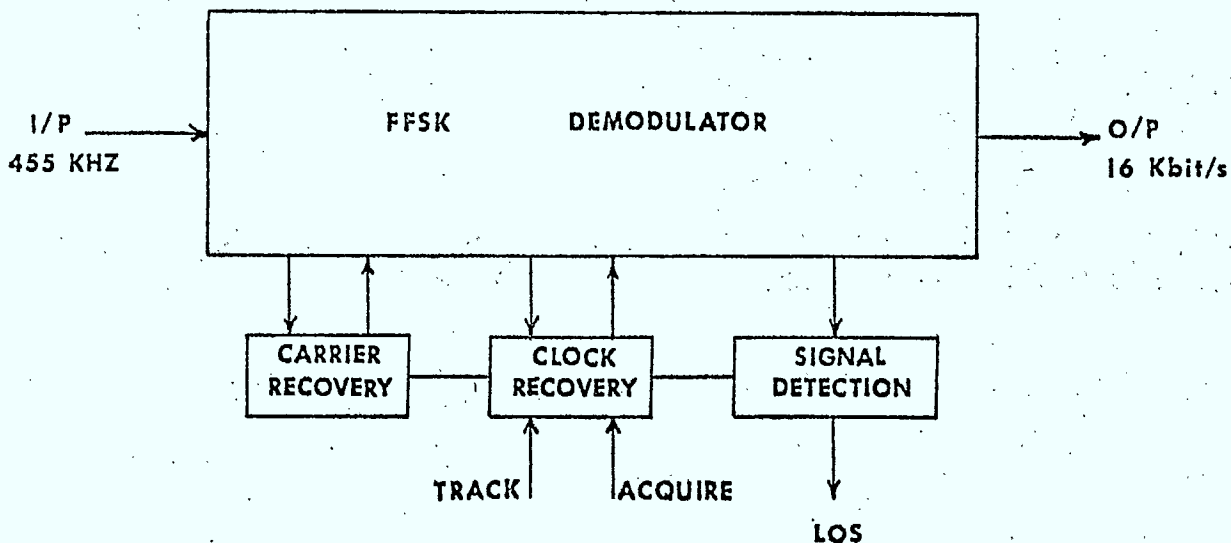 FFSK DEMODULATOR
I/P
455 KHZ
O/P
16 Kbit/s
CARRIER
RECOVERY
CLOCK
RECOVERY
SIGNAL
DETECTION
TRACK
ACQUIRE
LOS